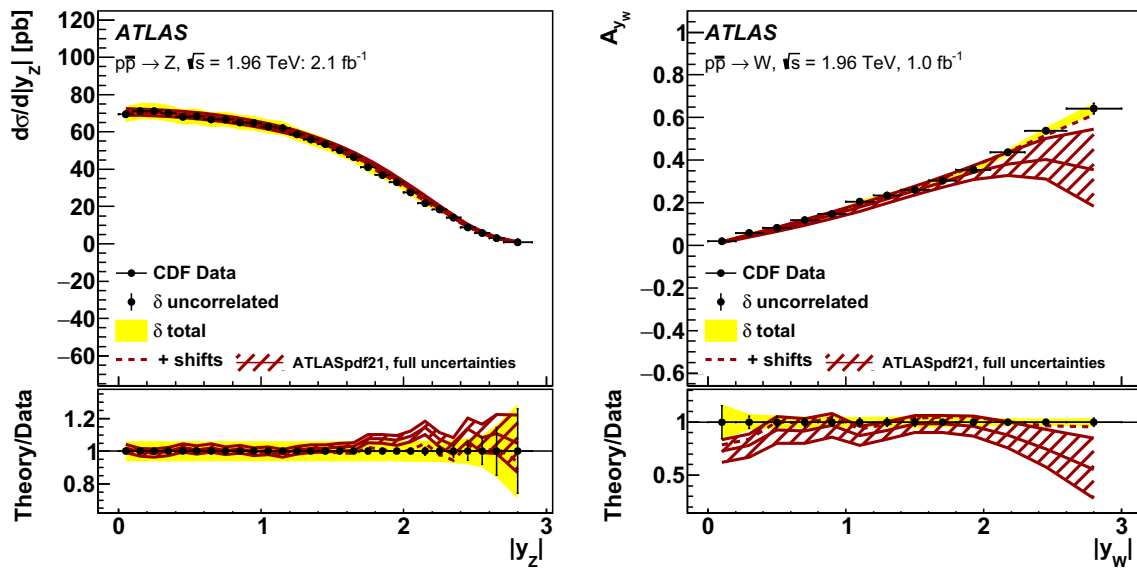 ATLAS
pp̅ → Z, √s = 1.96 TeV: 2.1 fb⁻¹
dσ/d|y_Z| [pb]
120
100
80
60
40
20
0
−20
−40
−60
CDF Data
δ uncorrelated
δ total
+ shifts
ATLASpdf21, full uncertainties
Theory/Data
1.2
1
0.8
0 1 2 3
|y_Z|
ATLAS
pp̅ → W, √s = 1.96 TeV, 1.0 fb⁻¹
A_{y_W}
1
0.8
0.6
0.4
0.2
0
−0.2
−0.4
−0.6
CDF Data
δ uncorrelated
δ total
+ shifts
ATLASpdf21, full uncertainties
Theory/Data
1
0.5
0 1 2 3
|y_W|